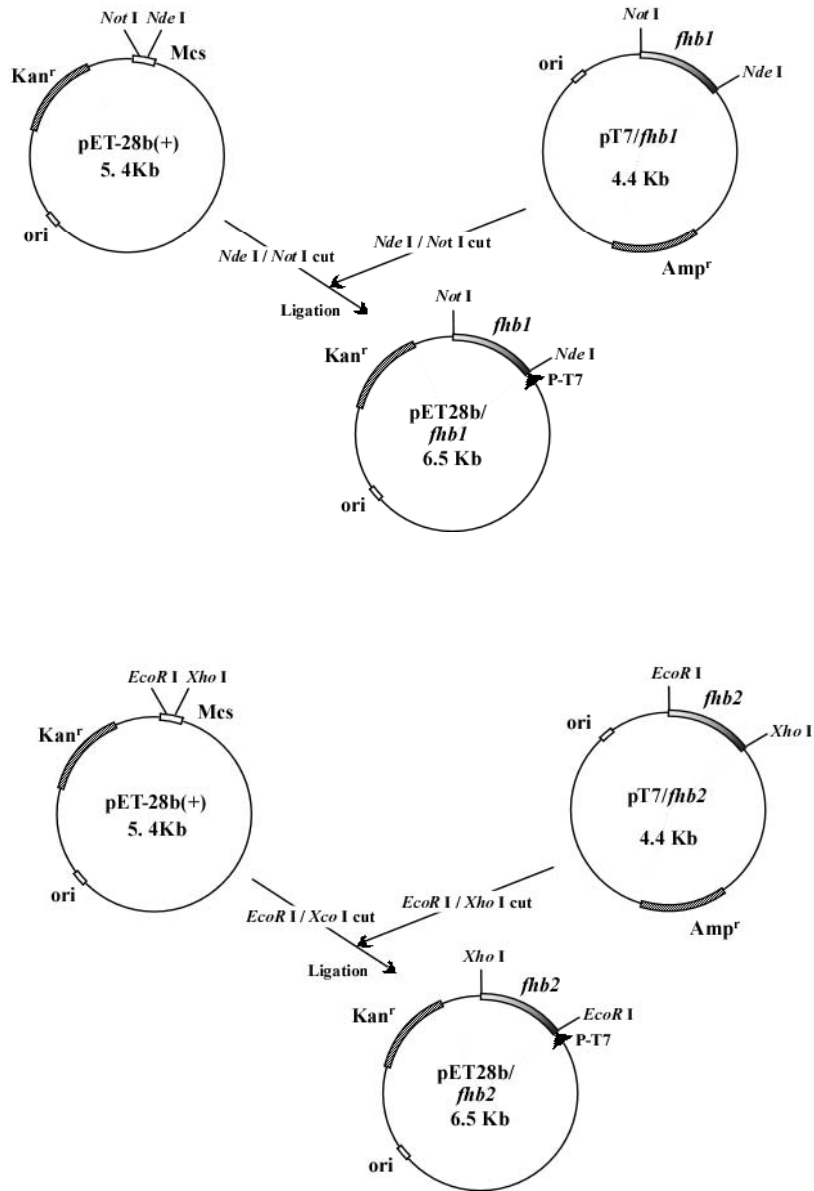 Not I Nde I
Mcs
Kanr
pET-28b(+)
5. 4Kb
ori
Not I
fhb1
ori
Nde I
pT7/fhb1
4.4 Kb
Ampr
Nde I / Not I cut
Nde I / Not I cut
Ligation
Not I
fhb1
Kanr
Nde I
P-T7
pET28b/
fhb1
6.5 Kb
ori
EcoR I Xho I
Mcs
Kanr
pET-28b(+)
5. 4Kb
ori
EcoR I
fhb2
ori
Xho I
pT7/fhb2
4.4 Kb
Ampr
EcoR I / Xco I cut
EcoR I / Xho I cut
Ligation
Xho I
fhb2
Kanr
EcoR I
P-T7
pET28b/
fhb2
6.5 Kb
ori